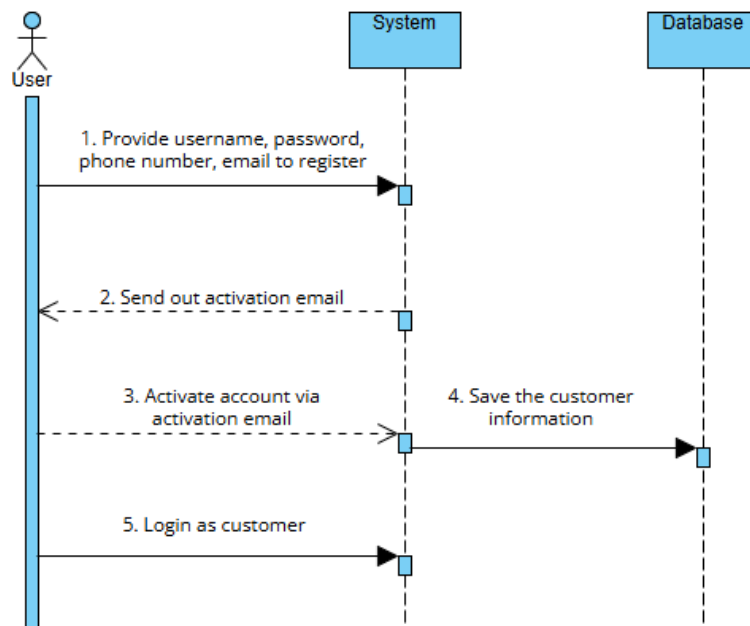 System
Database
User
1. Provide username, password,
phone number, email to register
2. Send out activation email
3. Activate account via
activation email
4. Save the customer
information
5. Login as customer